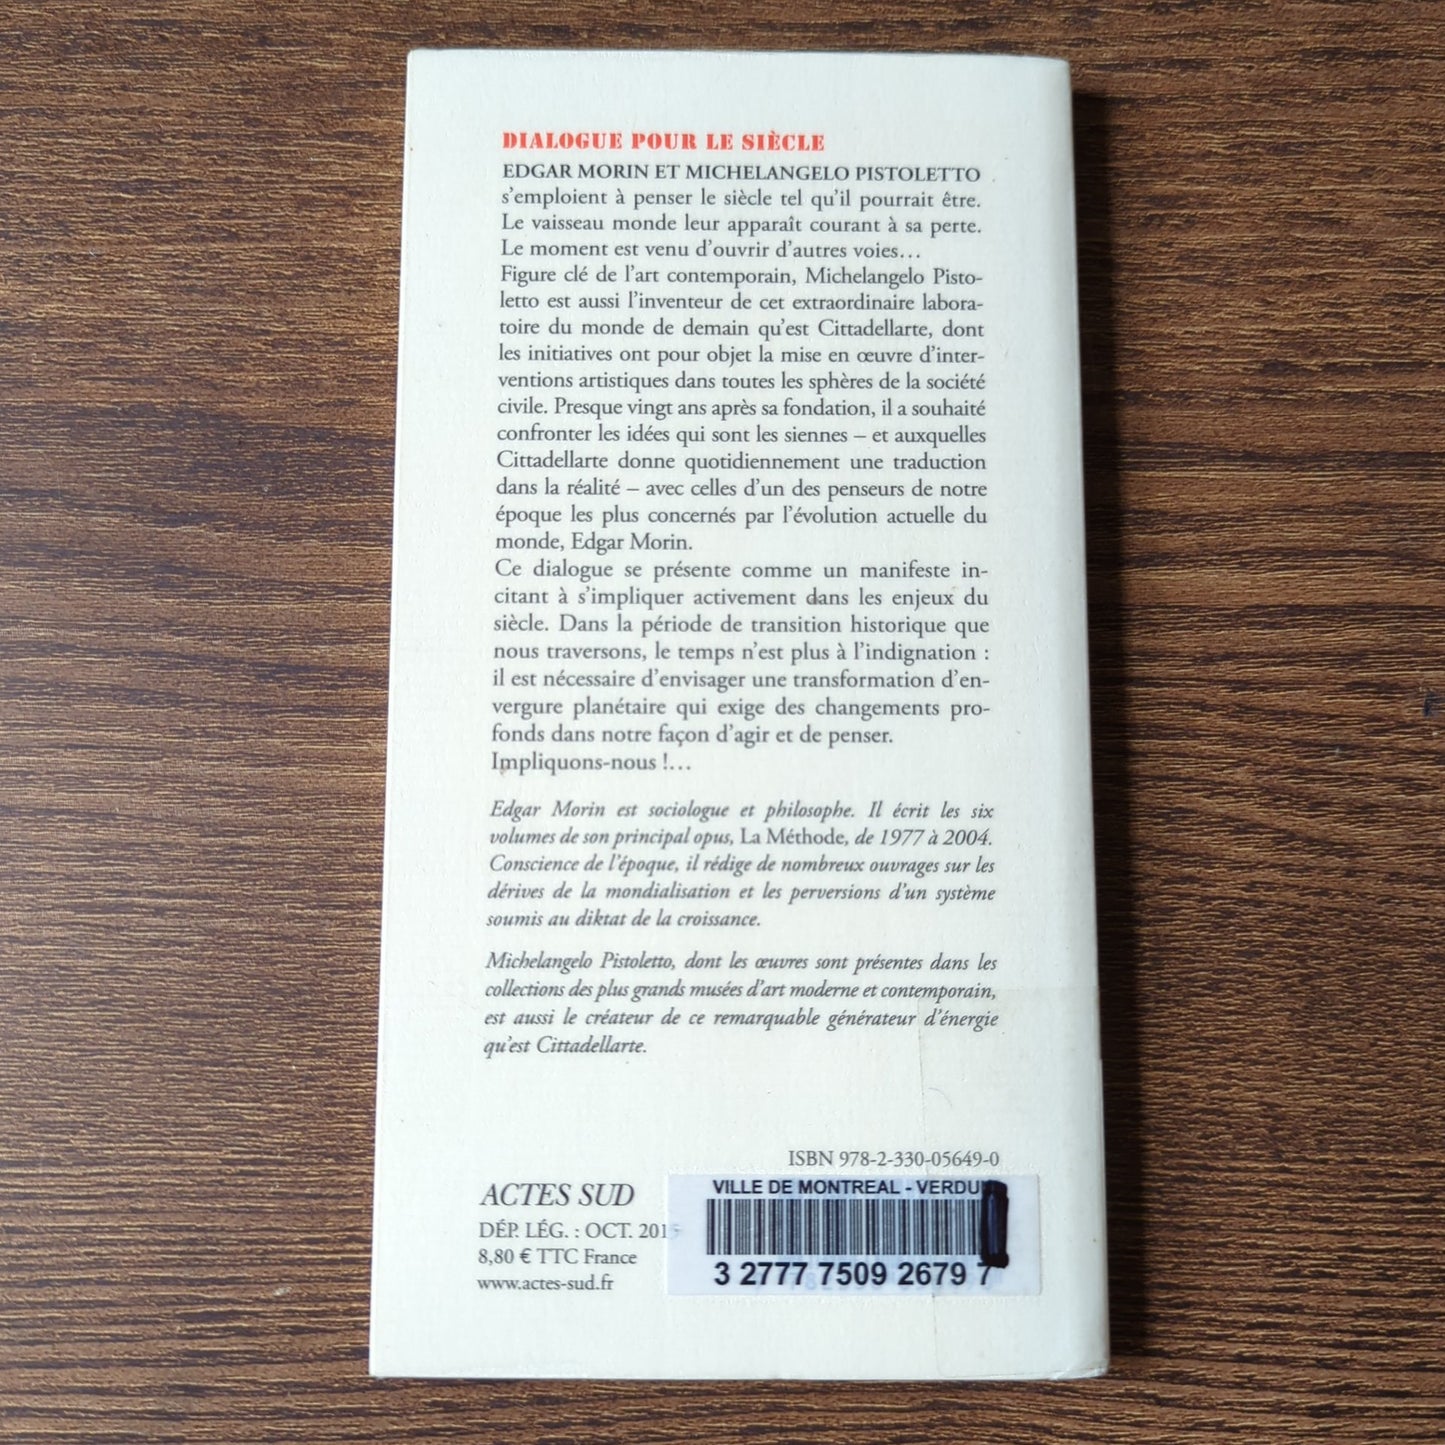 DIALOGUE POUR LE SIÈCLE
EDGAR MORIN ET MICHELANGELO PISTOLETTO
s'emploient à penser le siècle tel qu'il pourrait être.
Le vaisseau monde leur apparaît courant à sa perte.
Le moment est venu d'ouvrir d'autres voies…
Figure clé de l'art contemporain, Michelangelo Pisto-
letto est aussi l'inventeur de cet extraordinaire labora-
toire du monde de demain qu'est Cittadellarte, dont
les initiatives ont pour objet la mise en œuvre d'inter-
ventions artistiques dans toutes les sphères de la société
civile. Presque vingt ans après sa fondation, il a souhaité
confronter les idées qui sont les siennes – et auxquelles
Cittadellarte donne quotidiennement une traduction
dans la réalité – avec celles d'un des penseurs de notre
époque les plus concernés par l'évolution actuelle du
monde, Edgar Morin.
Ce dialogue se présente comme un manifeste in-
citant à s'impliquer activement dans les enjeux du
siècle. Dans la période de transition historique que
nous traversons, le temps n'est plus à l'indignation :
il est nécessaire d'envisager une transformation d'en-
vergure planétaire qui exige des changements pro-
fonds dans notre façon d'agir et de penser.
Impliquons-nous !…
Edgar Morin est sociologue et philosophe. Il écrit les six
volumes de son principal opus, La Méthode, de 1977 à 2004.
Conscience de l'époque, il rédige de nombreux ouvrages sur les
dérives de la mondialisation et les perversions d'un système
soumis au diktat de la croissance.
Michelangelo Pistoletto, dont les œuvres sont présentes dans les
collections des plus grands musées d'art moderne et contemporain,
est aussi le créateur de ce remarquable générateur d'énergie
qu'est Cittadellarte.
ISBN 978-2-330-05649-0
ACTES SUD
DÉP. LÉG. : OCT. 2015
8,80 € TTC France
www.actes-sud.fr
VILLE DE MONTREAL - VERDUN
3 2777 7509 2679 7